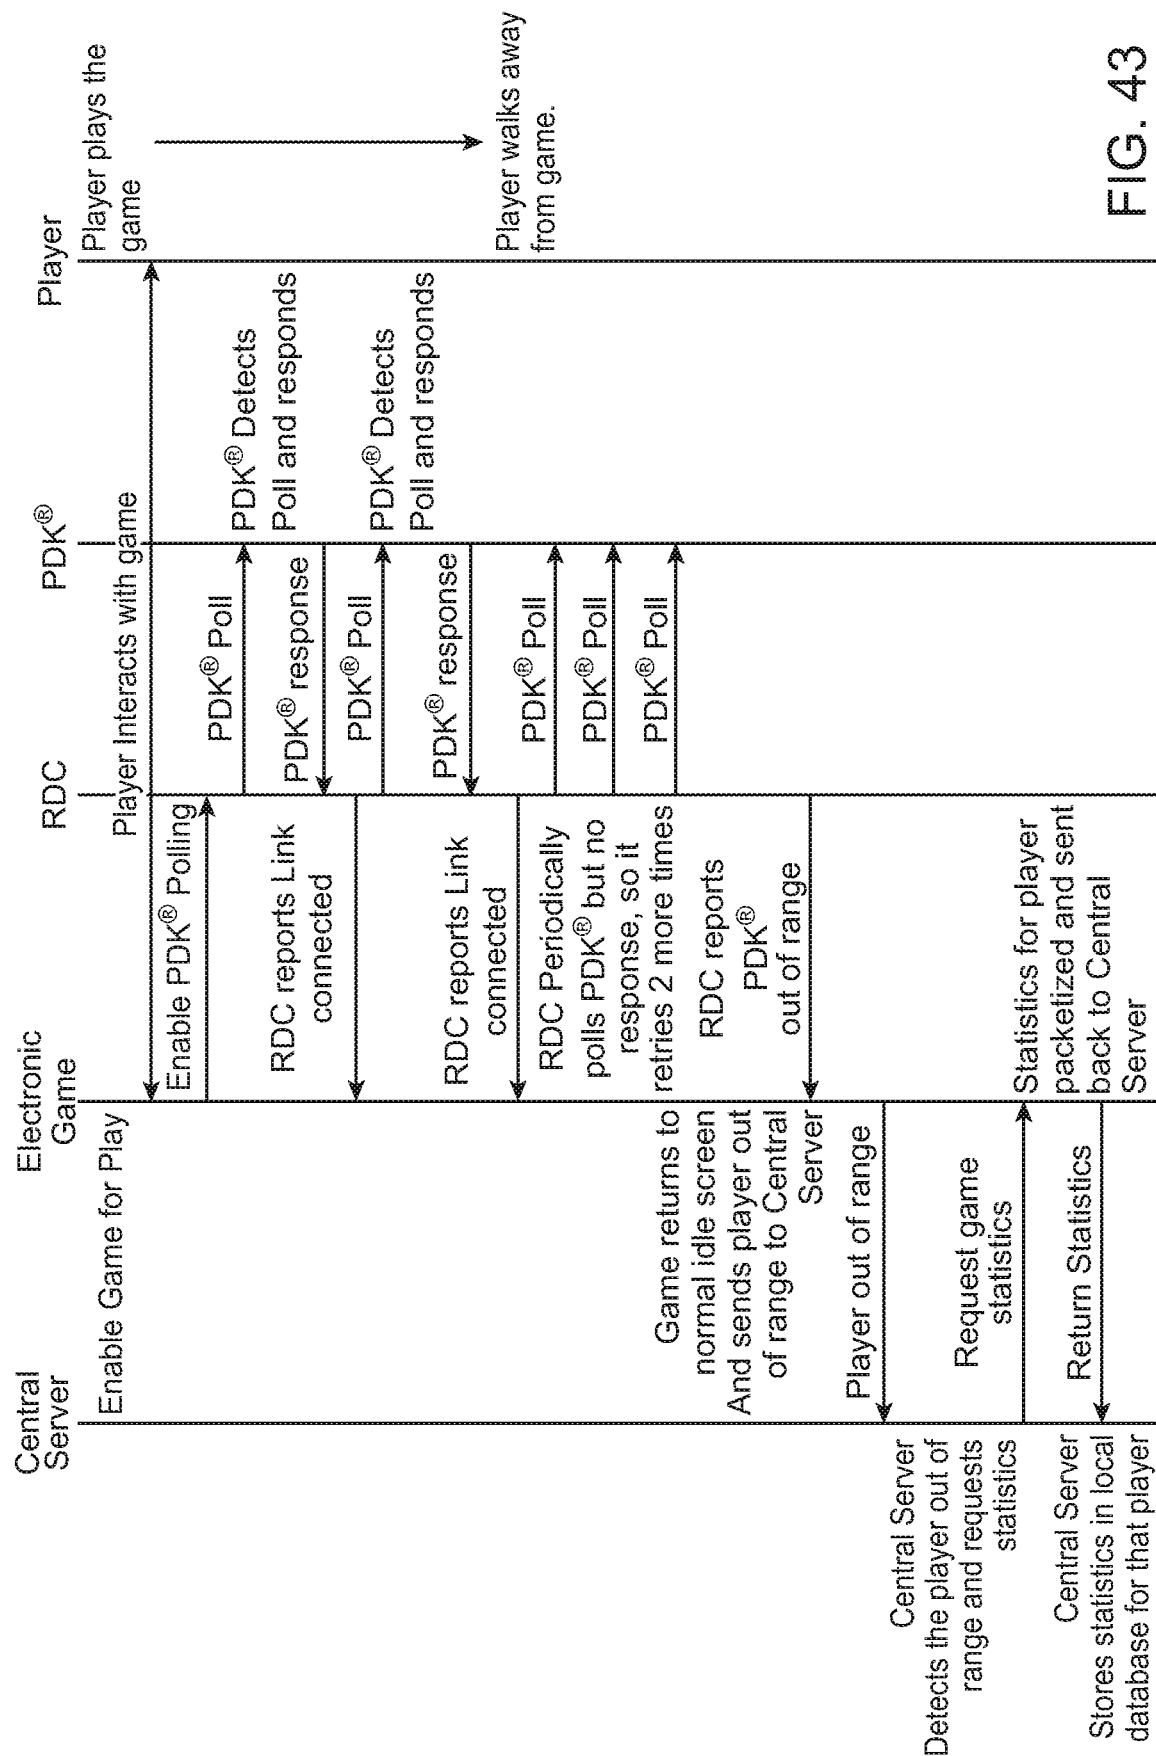 Central
Server
Electronic
Game
RDC
PDK®
Player
Enable Game for Play
Player Interacts with game
Player plays the
game
Enable PDK® Polling
PDK® Poll
PDK® Detects
Poll and responds
PDK® response
RDC reports Link
connected
PDK® Poll
PDK® Detects
Poll and responds
PDK® response
RDC reports Link
connected
Player walks away
from game.
RDC Periodically
polls PDK® but no
response, so it
retries 2 more times
PDK® Poll
PDK® Poll
PDK® Poll
RDC reports
PDK®
out of range
Game returns to
normal idle screen
And sends player out
of range to Central
Server
Player out of range
Central Server
Detects the player out of
range and requests
statistics
Request game
statistics
Statistics for player
packetized and sent
back to Central
Server
Return Statistics
Central Server
Stores statistics in local
database for that player
FIG. 43